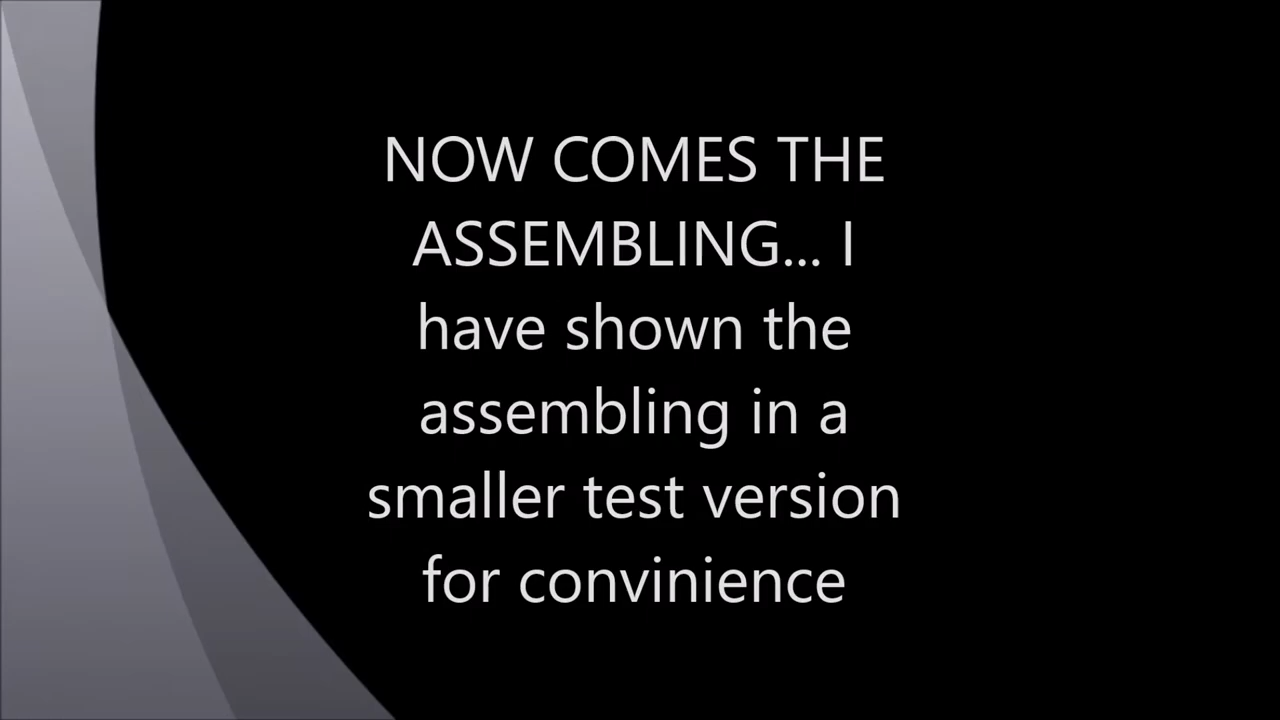 NOW COMES THE
ASSEMBLING... I
have shown the
assembling in a
smaller test version
for convinience